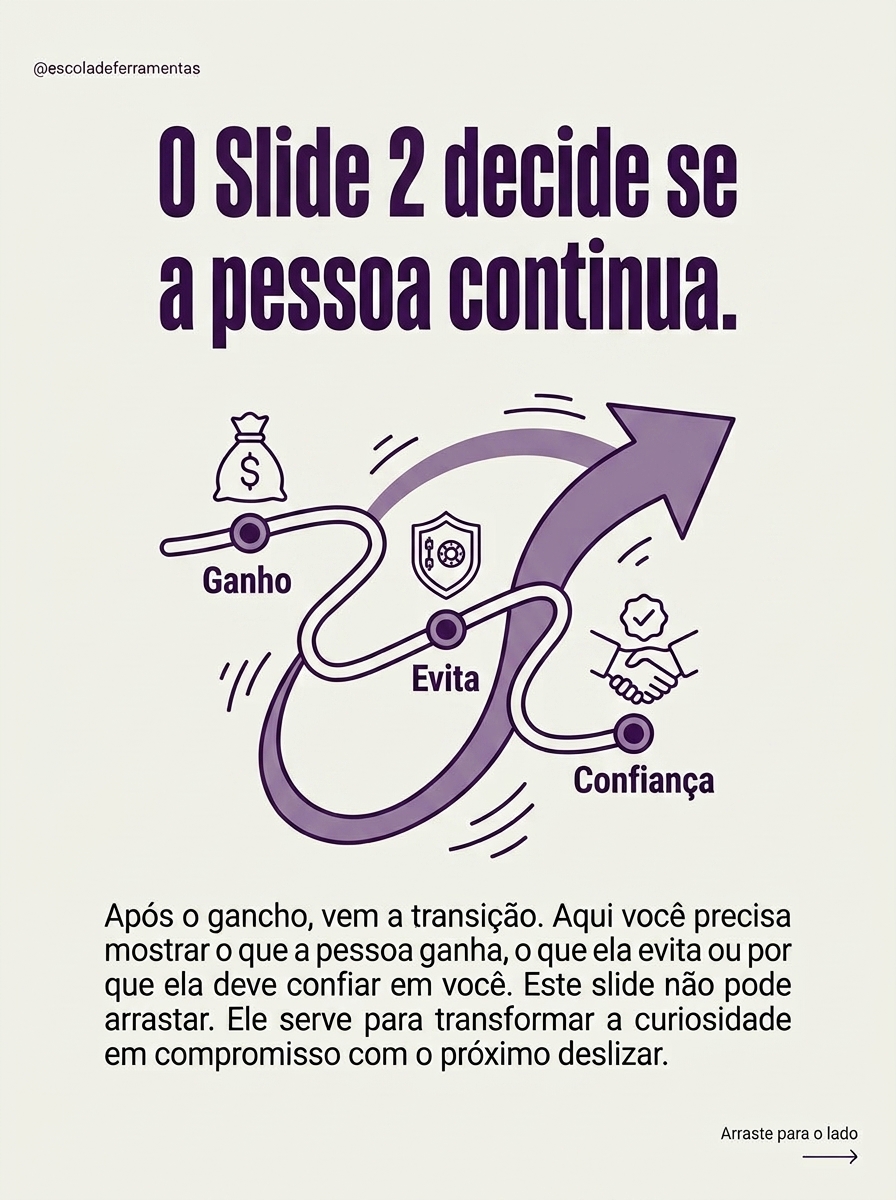 @escoladeferramentas
O Slide 2 decide se
a pessoa continua.
$
Ganho
Evita
Confiança
Após o gancho, vem a transição. Aqui você precisa
mostrar o que a pessoa ganha, o que ela evita ou por
que ela deve confiar em você. Este slide não pode
arrastar. Ele serve para transformar a curiosidade
em compromisso com o próximo deslizar.
Arraste para o lado